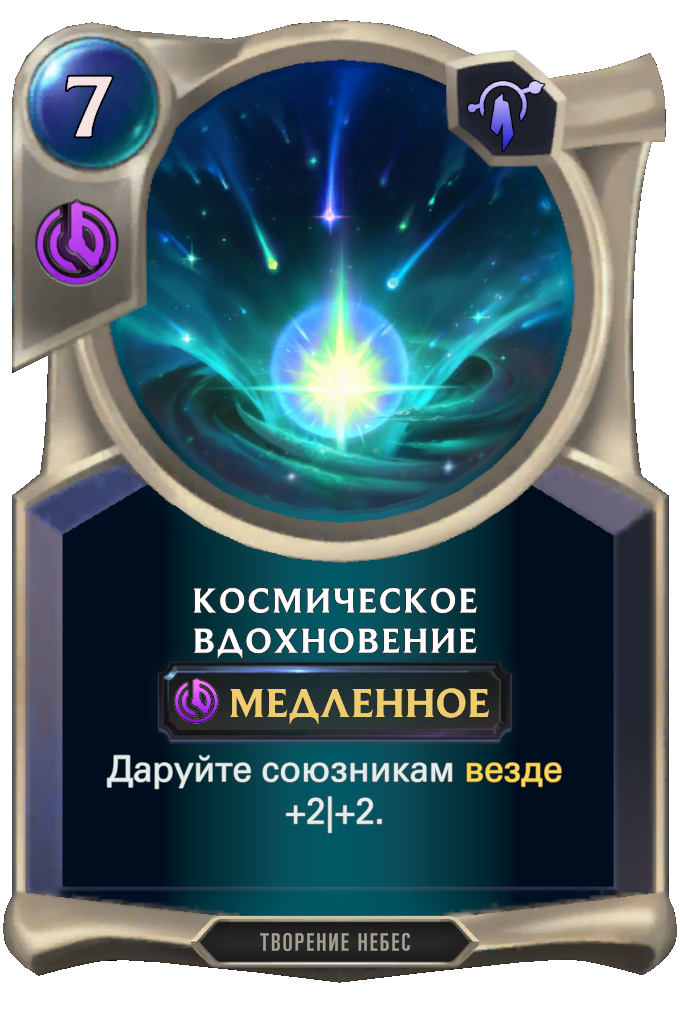 7
КОСМИЧЕСКОЕ
ВДОХНОВЕНИЕ
МЕДЛЕННОЕ
Даруйте союзникам везде
+2|+2.
ТВОРЕНИЕ НЕБЕС